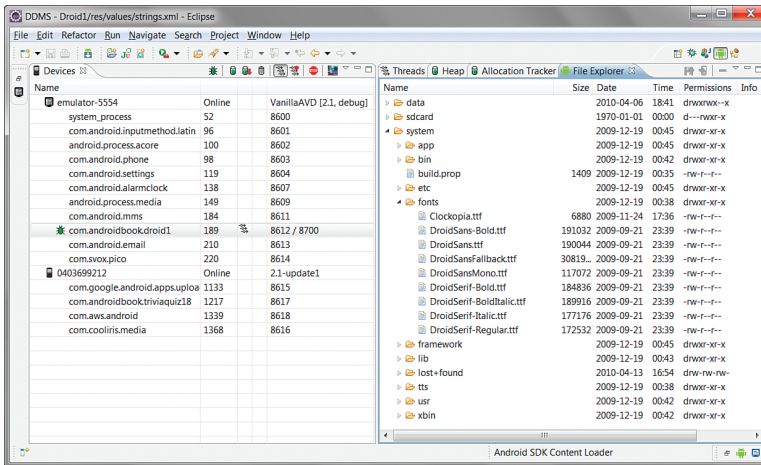 DDMS - Droid1/res/values/strings.xml - Eclipse
File Edit Refactor Run Navigate Search Project Window Help
Devices
Name
emulator-5554 Online VanillaAVD [2.1, debug]
system_process 52 8600
com.android.inputmethod.latin 96 8601
android.process.acore 100 8602
com.android.phone 98 8603
com.android.settings 119 8604
com.android.alarmclock 138 8607
android.process.media 149 8609
com.android.mms 184 8611
com.androidbook.droid1 189 8612 / 8700
com.android.email 210 8613
com.svox.pico 220 8614
0403699212 Online 2.1-update1
com.google.android.apps.uploa 1133 8615
com.androidbook.triviaquiz18 1217 8617
com.aws.android 1339 8618
com.cooliris.media 1368 8616
Threads Heap Allocation Tracker File Explorer
Name Size Date Time Permissions Info
data 2010-04-06 18:41 drwxrwx--x
sdcard 1970-01-01 00:00 d---rwxr-x
system 2009-12-19 00:45 drwxr-xr-x
app 2009-12-19 00:45 drwxr-xr-x
bin 2009-12-19 00:42 drwxr-xr-x
build.prop 1409 2009-12-19 00:35 -rw-r--r--
etc 2009-12-19 00:45 drwxr-xr-x
fonts 2009-12-19 00:38 drwxr-xr-x
Clockopia.ttf 6880 2009-11-24 17:36 -rw-r--r--
DroidSans-Bold.ttf 191032 2009-09-21 23:39 -rw-r--r--
DroidSans.ttf 190044 2009-09-21 23:39 -rw-r--r--
DroidSansFallback.ttf 30819... 2009-09-21 23:39 -rw-r--r--
DroidSansMono.ttf 117072 2009-09-21 23:39 -rw-r--r--
DroidSerif-Bold.ttf 184836 2009-09-21 23:39 -rw-r--r--
DroidSerif-BoldItalic.ttf 189916 2009-09-21 23:39 -rw-r--r--
DroidSerif-Italic.ttf 177176 2009-09-21 23:39 -rw-r--r--
DroidSerif-Regular.ttf 172532 2009-09-21 23:39 -rw-r--r--
framework 2009-12-19 00:45 drwxr-xr-x
lib 2009-12-19 00:43 drwxr-xr-x
lost+found 2010-04-13 16:54 drw-rw-rw-
tts 2009-12-19 00:38 drwxr-xr-x
usr 2009-12-19 00:42 drwxr-xr-x
xbin 2009-12-19 00:42 drwxr-xr-x
Android SDK Content Loader